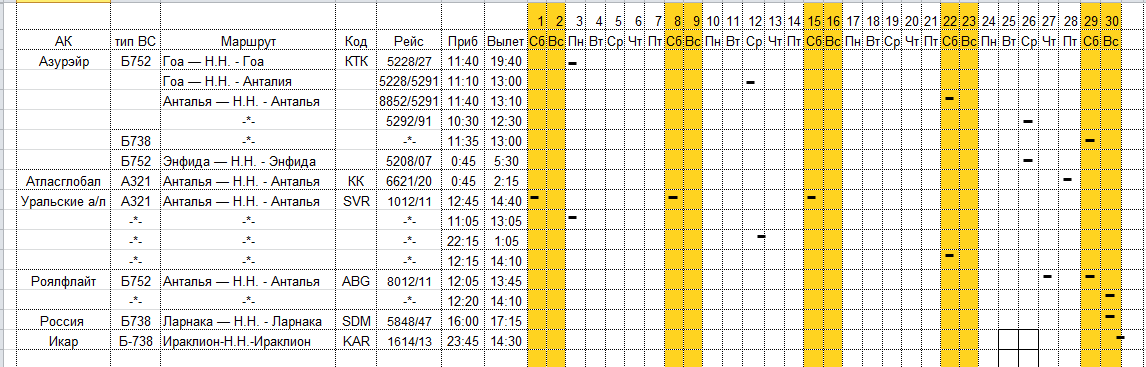 1 2 3 4 5 6 7 8 9 10 11 12 13 14 15 16 17 18 19 20 21 22 23 24 25 26 27 28 29 30
АК тип ВС Маршрут Код Рейс Приб Вылет Сб Вс Пн Вт Ср Чт Пт Сб Вс Пн Вт Ср Чт Пт Сб Вс Пн Вт Ср Чт Пт Сб Вс Пн Вт Ср Чт Пт Сб Вс
Азурэйр Б752 Гоа — Н.Н. - Гоа КТК 5228/27 11:40 19:40 -
Гоа — Н.Н. - Анталия 5228/5291 11:10 13:00 -
Анталья — Н.Н. - Анталья 8852/5291 11:40 13:10 -
-*- 5292/91 10:30 12:30 -
Б738 -*- -*- 11:35 13:00 -
Б752 Энфида — Н.Н. - Энфида 5208/07 0:45 5:30 -
Атласглобал А321 Анталья — Н.Н. - Анталья КК 6621/20 0:45 2:15 -
Уральские а/л А321 Анталья — Н.Н. - Анталья SVR 1012/11 12:45 14:40 - - -
-*- -*- -*- 11:05 13:05 -
-*- -*- -*- 22:15 1:05 -
-*- -*- -*- 12:15 14:10 -
Роялфлайт Б752 Анталья — Н.Н. - Анталья ABG 8012/11 12:05 13:45 - -
-*- -*- 12:20 14:10 -
Россия Б738 Ларнака — Н.Н. - Ларнака SDM 5848/47 16:00 17:15 -
Икар Б-738 Ираклион-Н.Н.-Ираклион KAR 1614/13 23:45 14:30 -